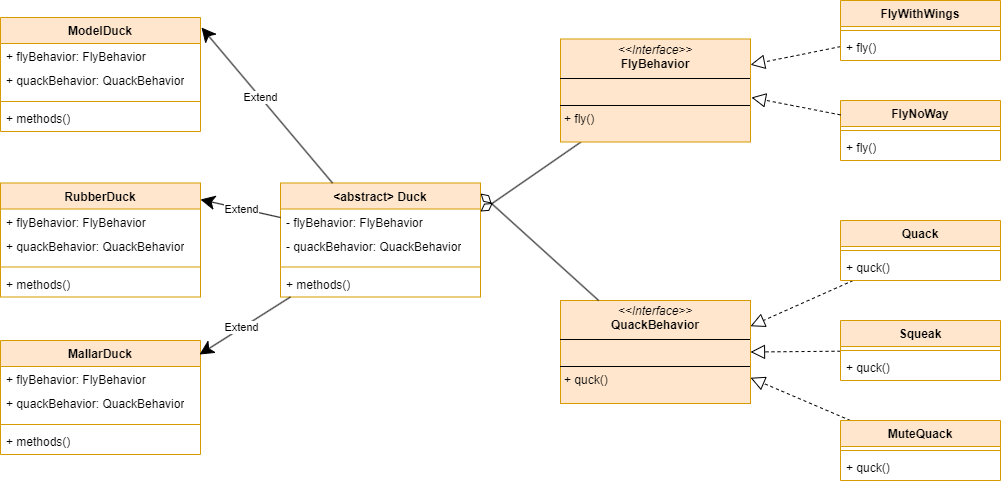 ModelDuck
+ flyBehavior: FlyBehavior
+ quackBehavior: QuackBehavior
+ methods()
Extend
RubberDuck
+ flyBehavior: FlyBehavior
+ quackBehavior: QuackBehavior
+ methods()
Extend
MallarDuck
+ flyBehavior: FlyBehavior
+ quackBehavior: QuackBehavior
+ methods()
Extend
<abstract> Duck
- flyBehavior: FlyBehavior
- quackBehavior: QuackBehavior
+ methods()
<<Interface>>
FlyBehavior
+ fly()
<<Interface>>
QuackBehavior
+ quck()
FlyWithWings
+ fly()
FlyNoWay
+ fly()
Quack
+ quck()
Squeak
+ quck()
MuteQuack
+ quck()